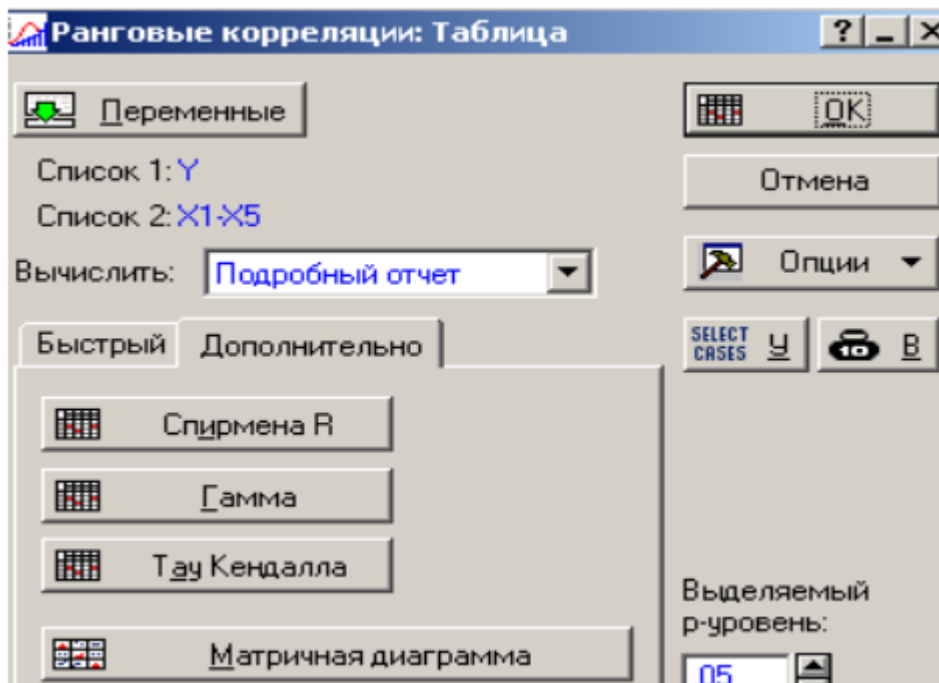 Ранговые корреляции: Таблица
Переменные
OK
Список 1: Y
Отмена
Список 2: X1-X5
Вычислить: Подробный отчет
Опции
Быстрый Дополнительно
SELECT CASES У
10 В
Спирмена R
Гамма
Тау Кендалла
Выделяемый
p-уровень:
Матричная диаграмма
,05